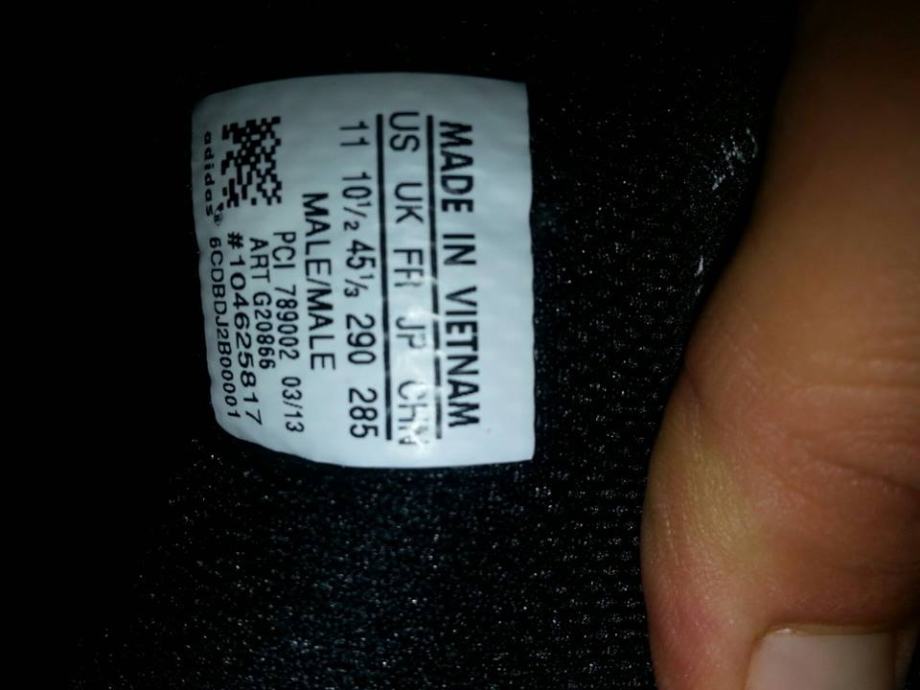 MADE IN VIETNAM
US UK FR JP CHN
11 10½ 45⅓ 290 285
MALE/MALE
PCI 789002 03/13
ART G20866
#104625817
6CDBDJ2B00001
adidas®